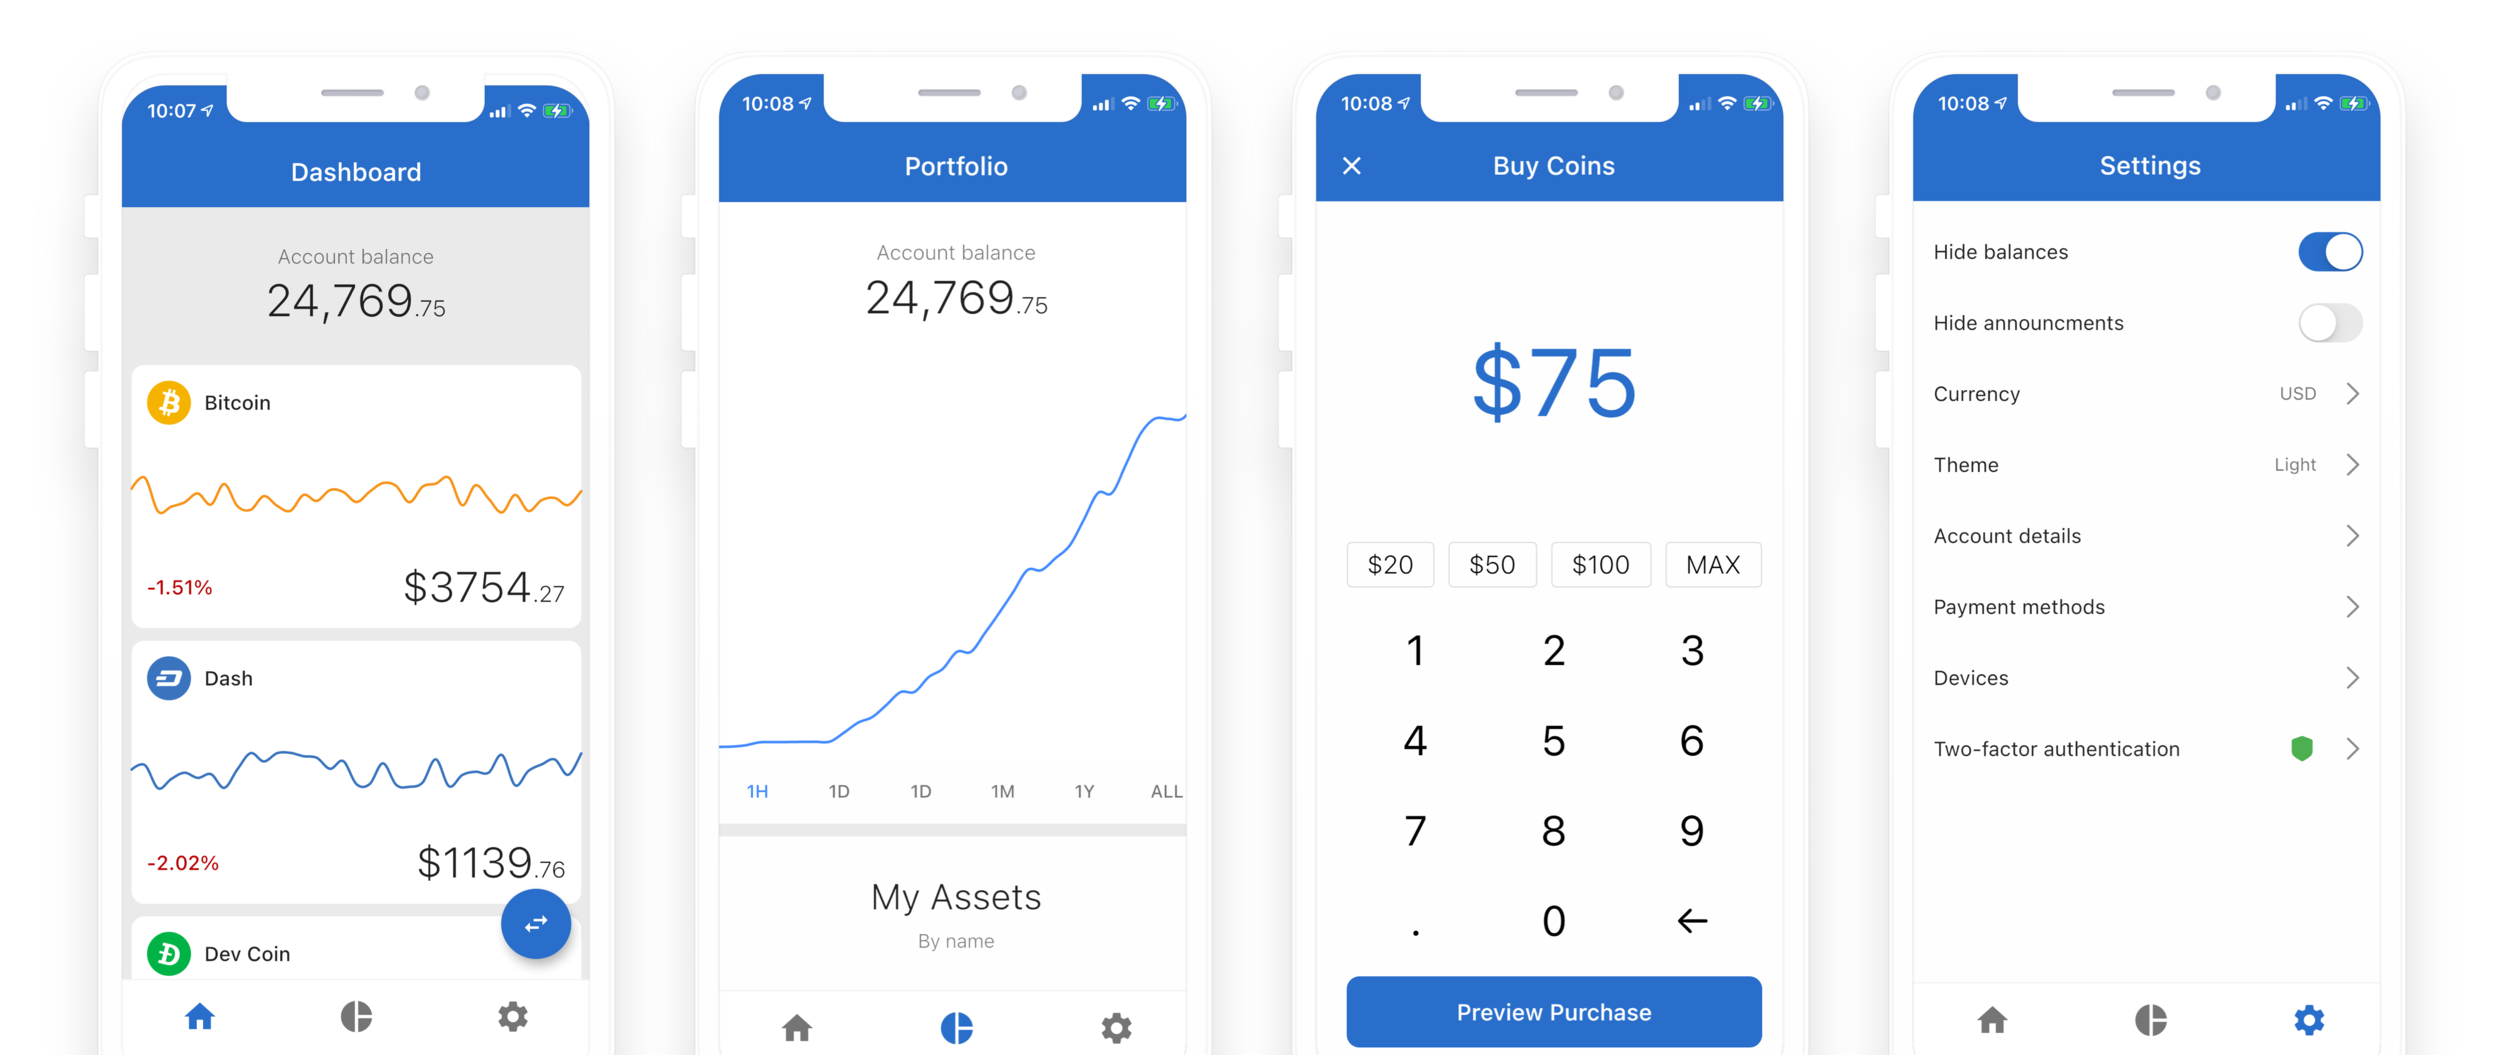 10:07
Dashboard
Account balance
24,769.75
Bitcoin
-1.51%
$3754.27
Dash
-2.02%
$1139.76
Dev Coin
10:08
Portfolio
Account balance
24,769.75
1H 1D 1D 1M 1Y ALL
My Assets
By name
10:08
Buy Coins
$75
$20 $50 $100 MAX
1 2 3
4 5 6
7 8 9
. 0
Preview Purchase
10:08
Settings
Hide balances
Hide announcments
Currency USD
Theme Light
Account details
Payment methods
Devices
Two-factor authentication